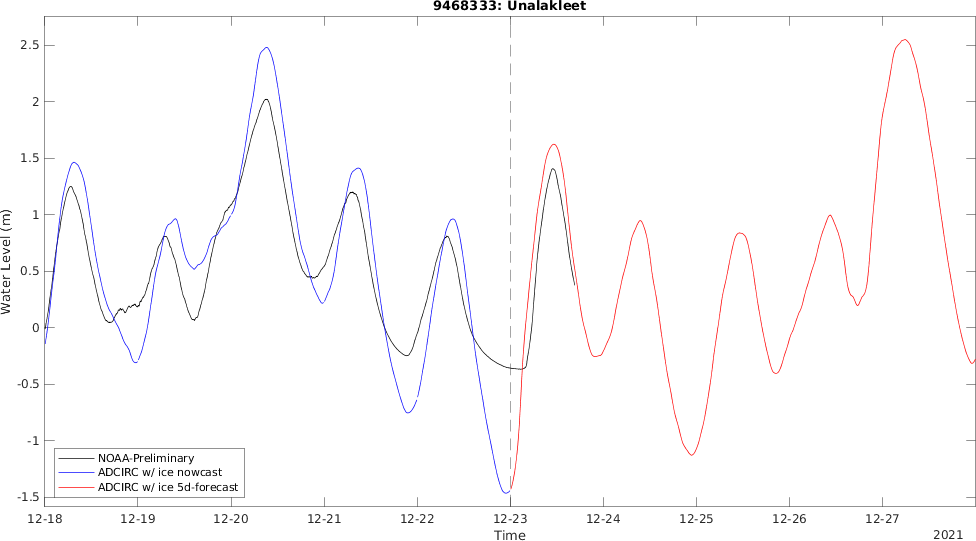 9468333: Unalakleet
Water Level (m)
2.5
2
1.5
1
0.5
0
-0.5
-1
-1.5
NOAA-Preliminary
ADCIRC w/ ice nowcast
ADCIRC w/ ice 5d-forecast
12-18 12-19 12-20 12-21 12-22 12-23 12-24 12-25 12-26 12-27
Time
2021